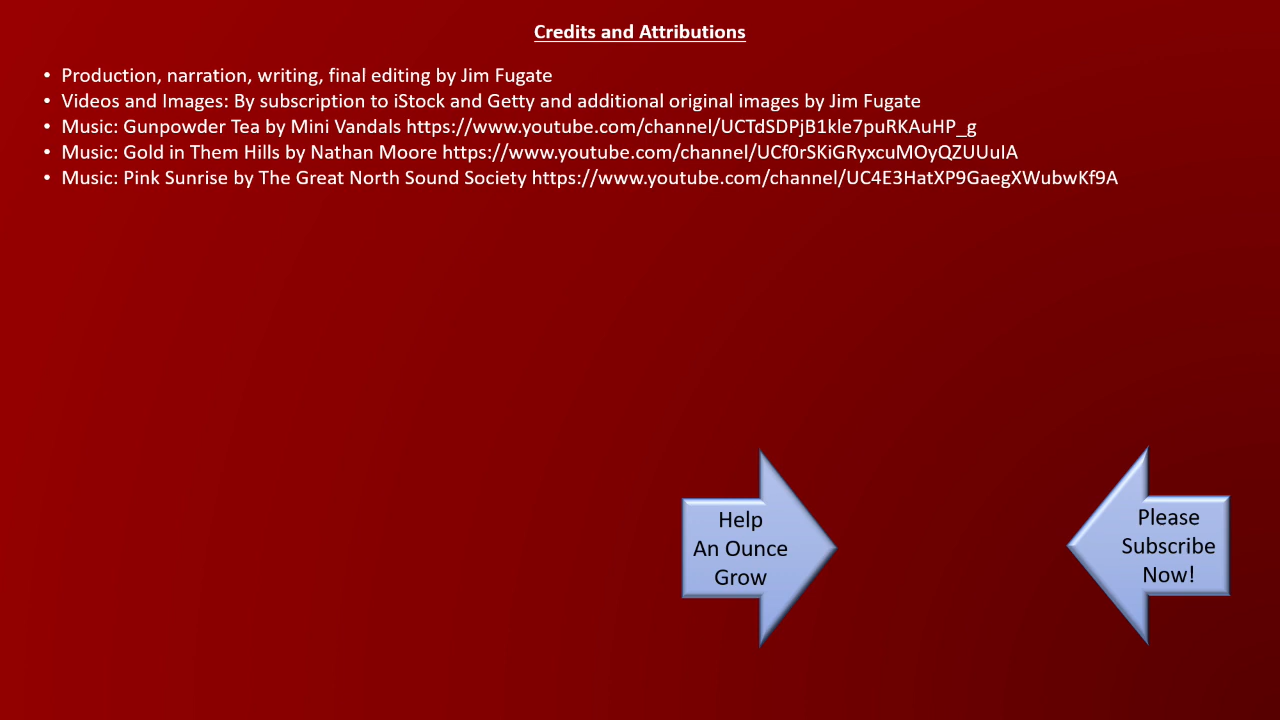 Credits and Attributions
• Production, narration, writing, final editing by Jim Fugate
• Videos and Images: By subscription to iStock and Getty and additional original images by Jim Fugate
• Music: Gunpowder Tea by Mini Vandals https://www.youtube.com/channel/UCTdSDPjB1kle7puRKAuHP_g
• Music: Gold in Them Hills by Nathan Moore https://www.youtube.com/channel/UCf0rSKiGRyxcuMOyQZUUuIA
• Music: Pink Sunrise by The Great North Sound Society https://www.youtube.com/channel/UC4E3HatXP9GaegXWubwKf9A
Help
An Ounce
Grow
Please
Subscribe
Now!